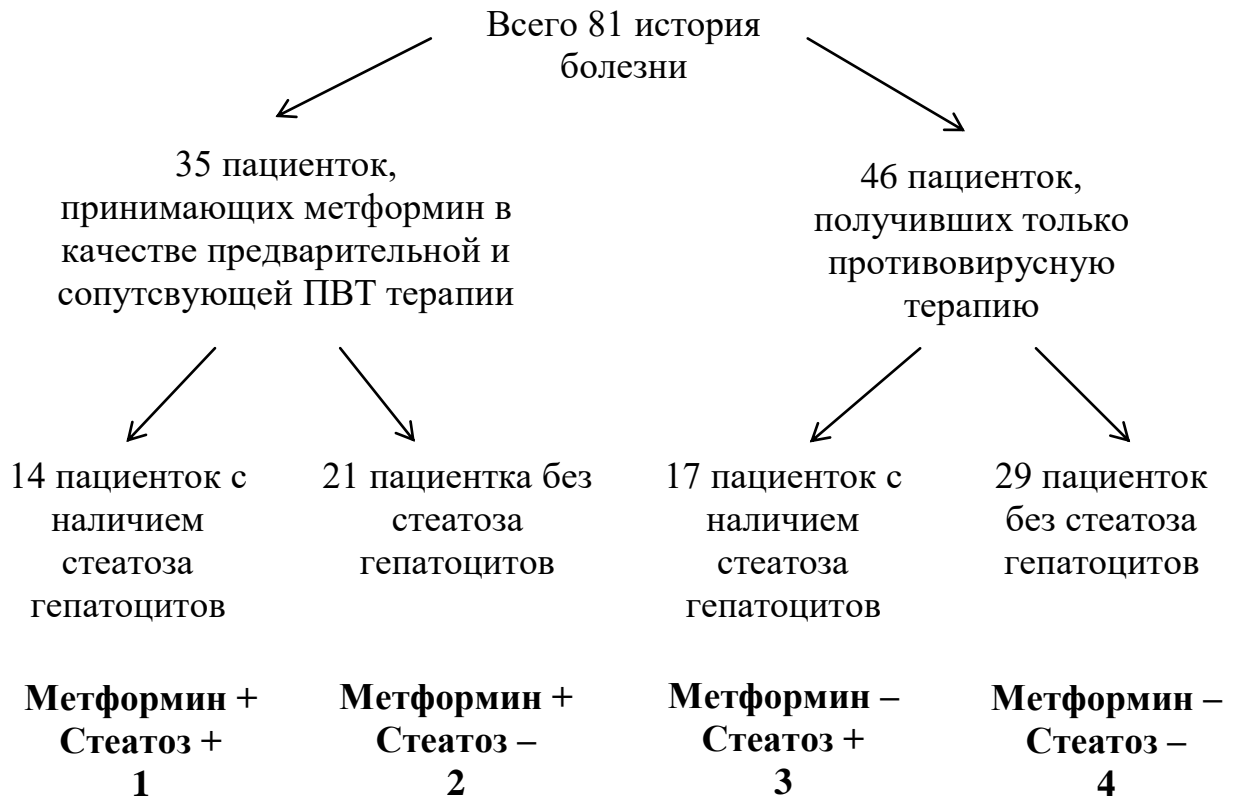 Всего 81 история
болезни
35 пациенток,
принимающих метформин в
качестве предварительной и
сопутсвующей ПВТ терапии
46 пациенток,
получивших только
противовирусную
терапию
14 пациенток с
наличием
стеатоза
гепатоцитов
21 пациентка без
стеатоза
гепатоцитов
17 пациенток с
наличием
стеатоза
гепатоцитов
29 пациенток
без стеатоза
гепатоцитов
Метформин +
Стеатоз +
1
Метформин +
Стеатоз –
2
Метформин –
Стеатоз +
3
Метформин –
Стеатоз –
4